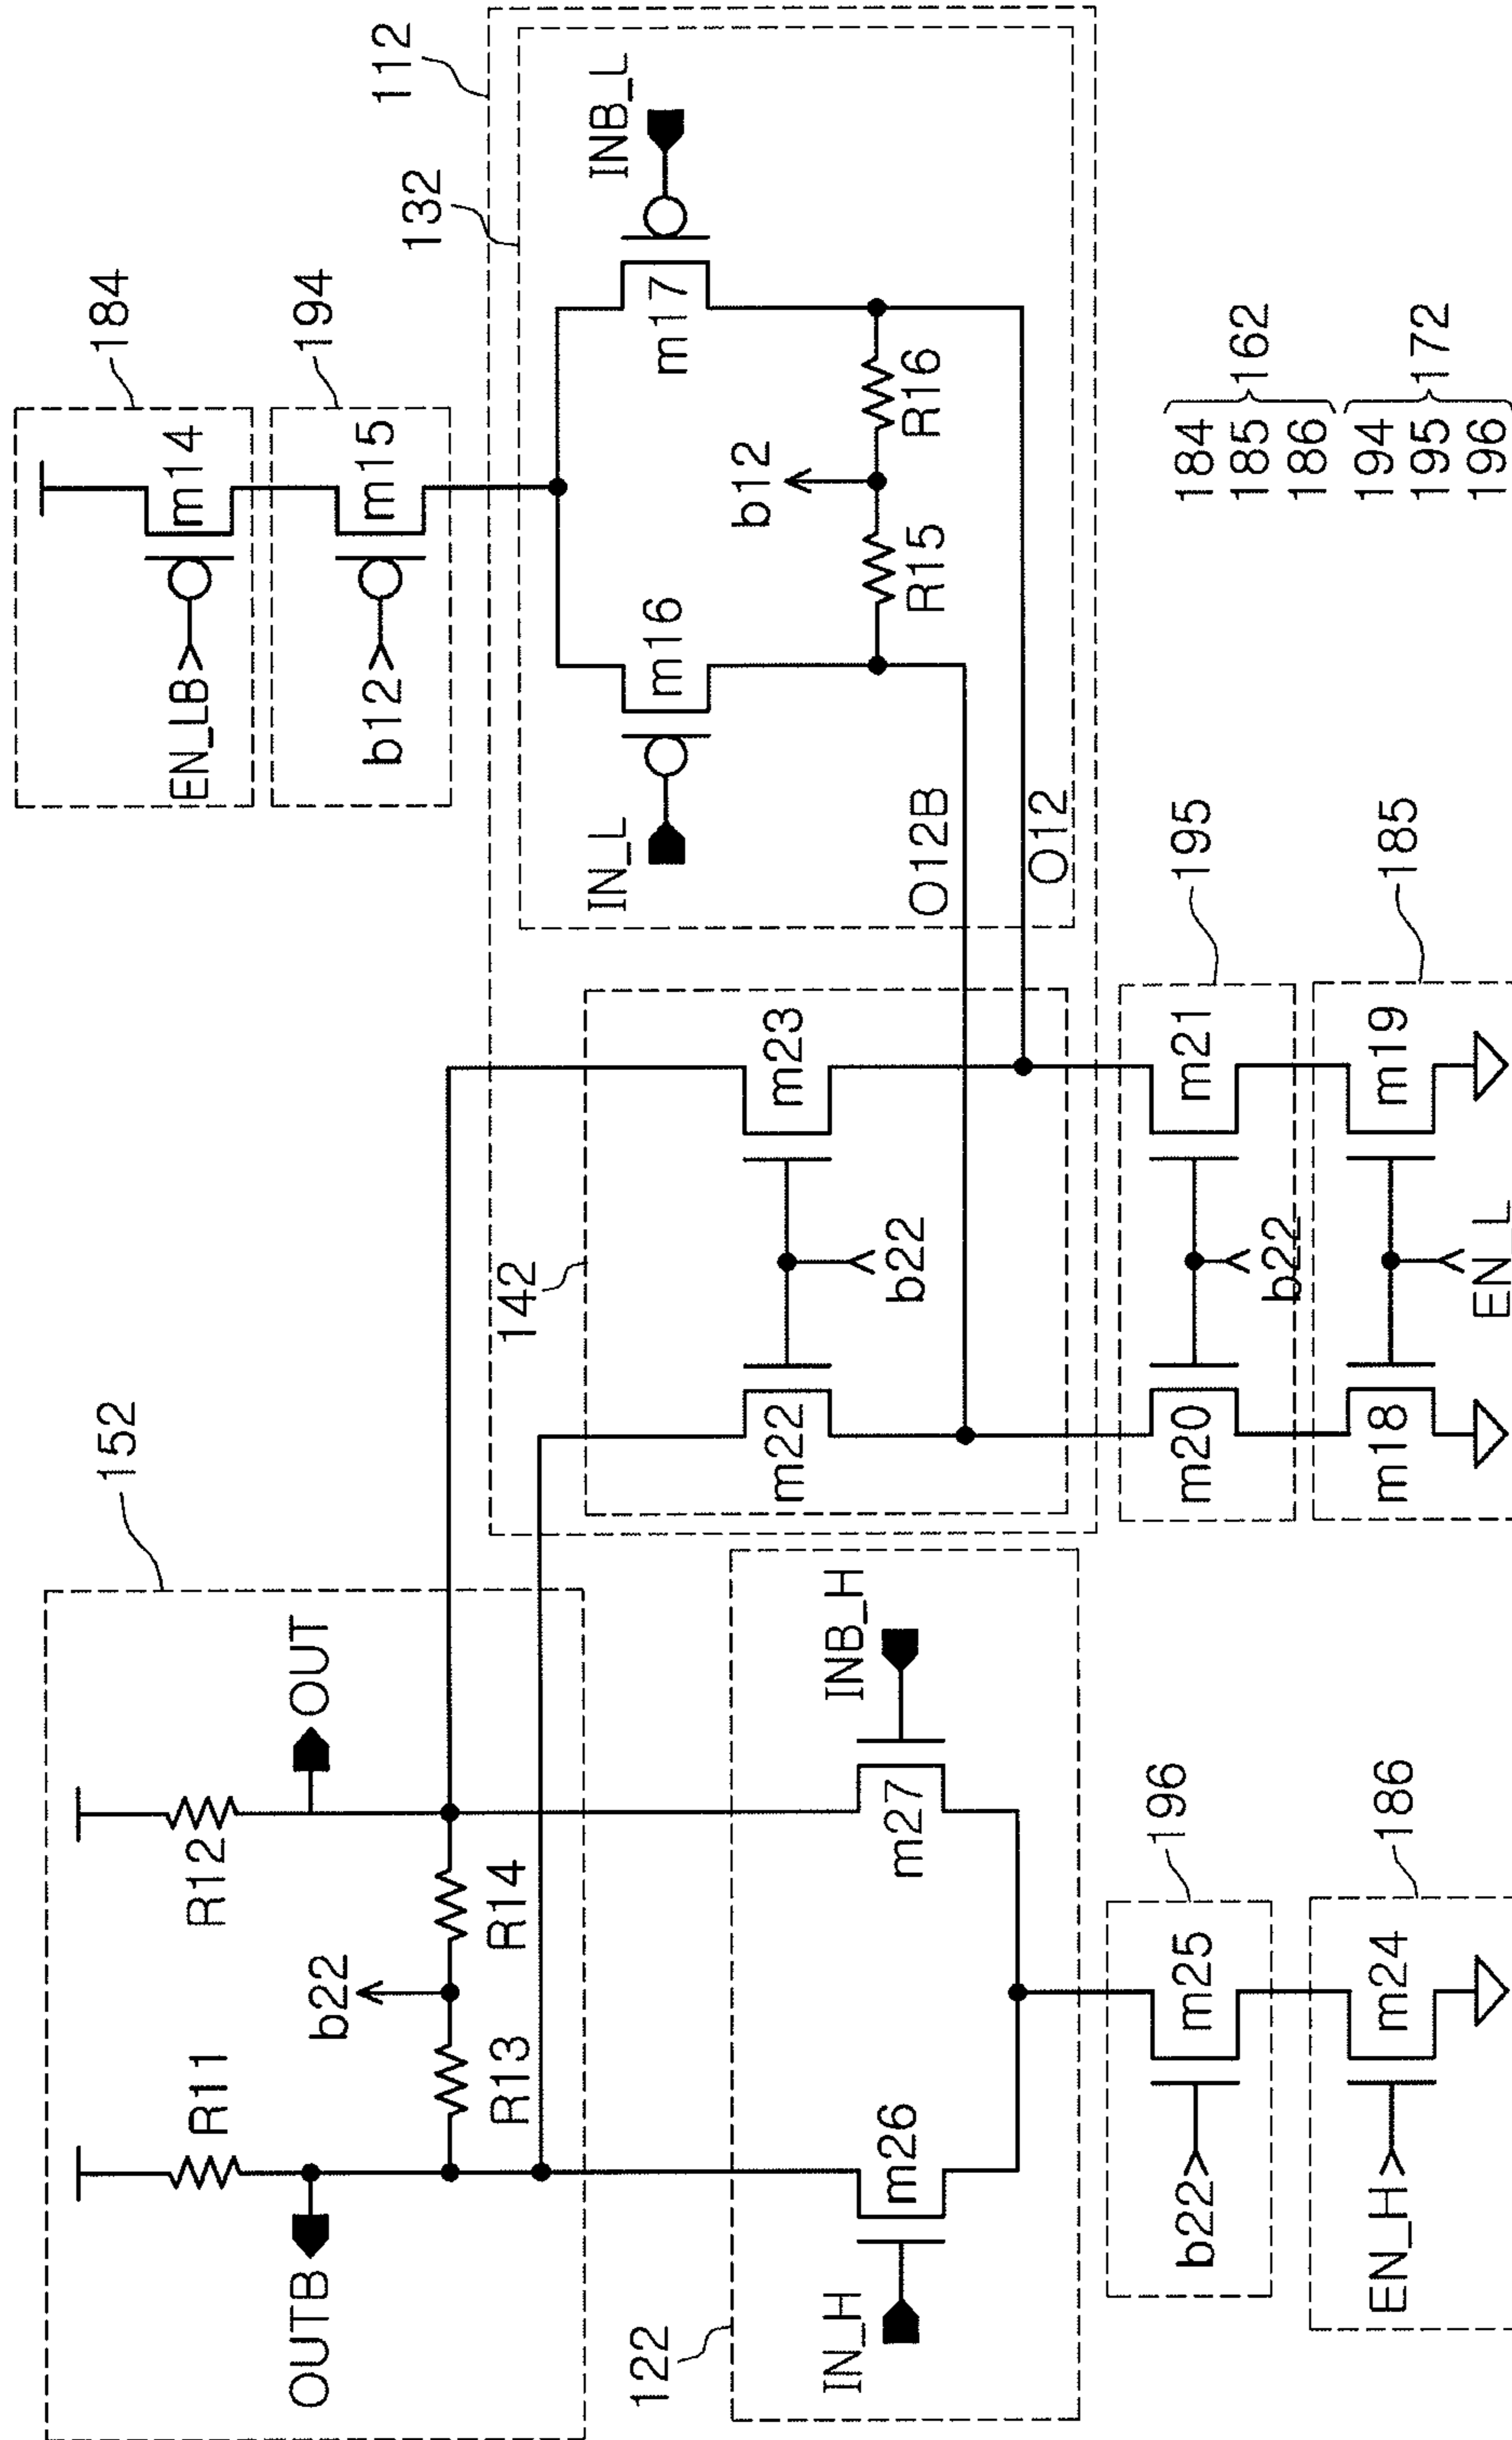 152
R11
R12
OUTB
OUT
b22
R13
R14
122
IN_H
INB_H
m26
m27
196
b22
m25
186
EN_H
m24
142
m22
m23
b22
195
m20
m21
b22
185
m18
m19
EN_L
184
EN_LB
m14
194
b12
m15
112
132
IN_L
INB_L
m16
m17
b12
R15
R16
O12B
O12
184
185
186
162
194
195
196
172